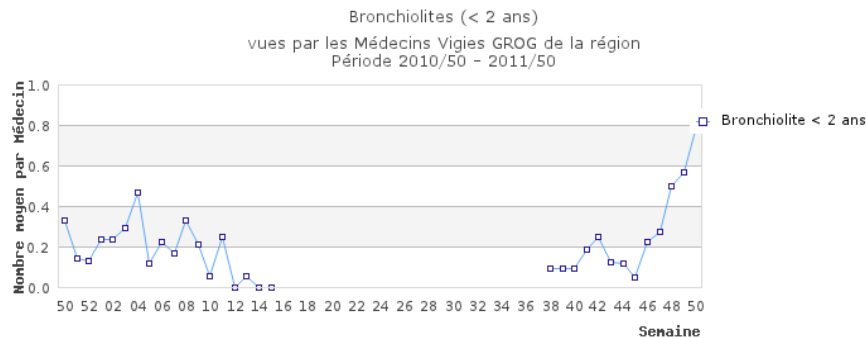 Bronchiolites (< 2 ans)
vues par les Médecins Vigies GROG de la région
Période 2010/50 - 2011/50
Nombre moyen par Médecin
1.0
0.8
0.6
0.4
0.2
0.0
50 52 02 04 06 08 10 12 14 16 18 20 22 24 26 28 30 32 34 36 38 40 42 44 46 48 50
Semaine
Bronchiolite < 2 ans